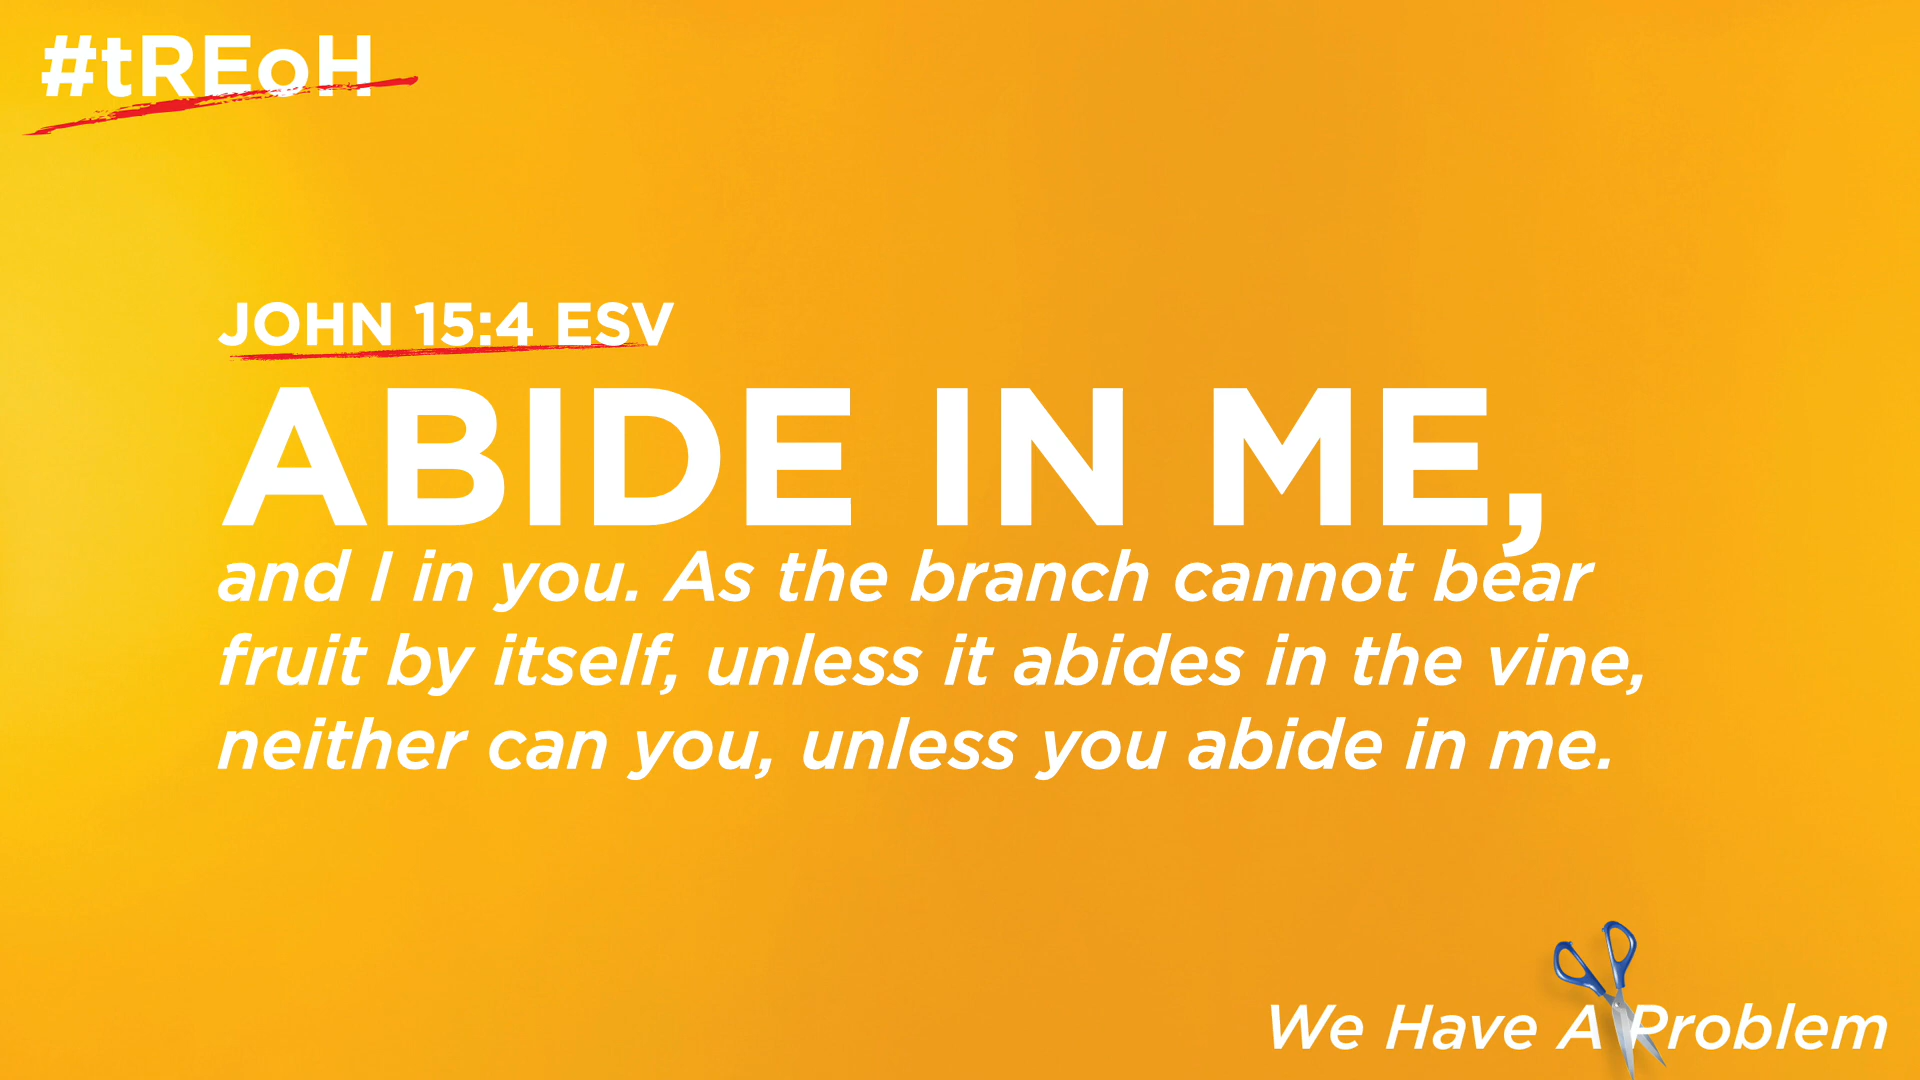 #tREoH
JOHN 15:4 ESV
ABIDE IN ME,
and I in you. As the branch cannot bear
fruit by itself, unless it abides in the vine,
neither can you, unless you abide in me.
We Have A Problem